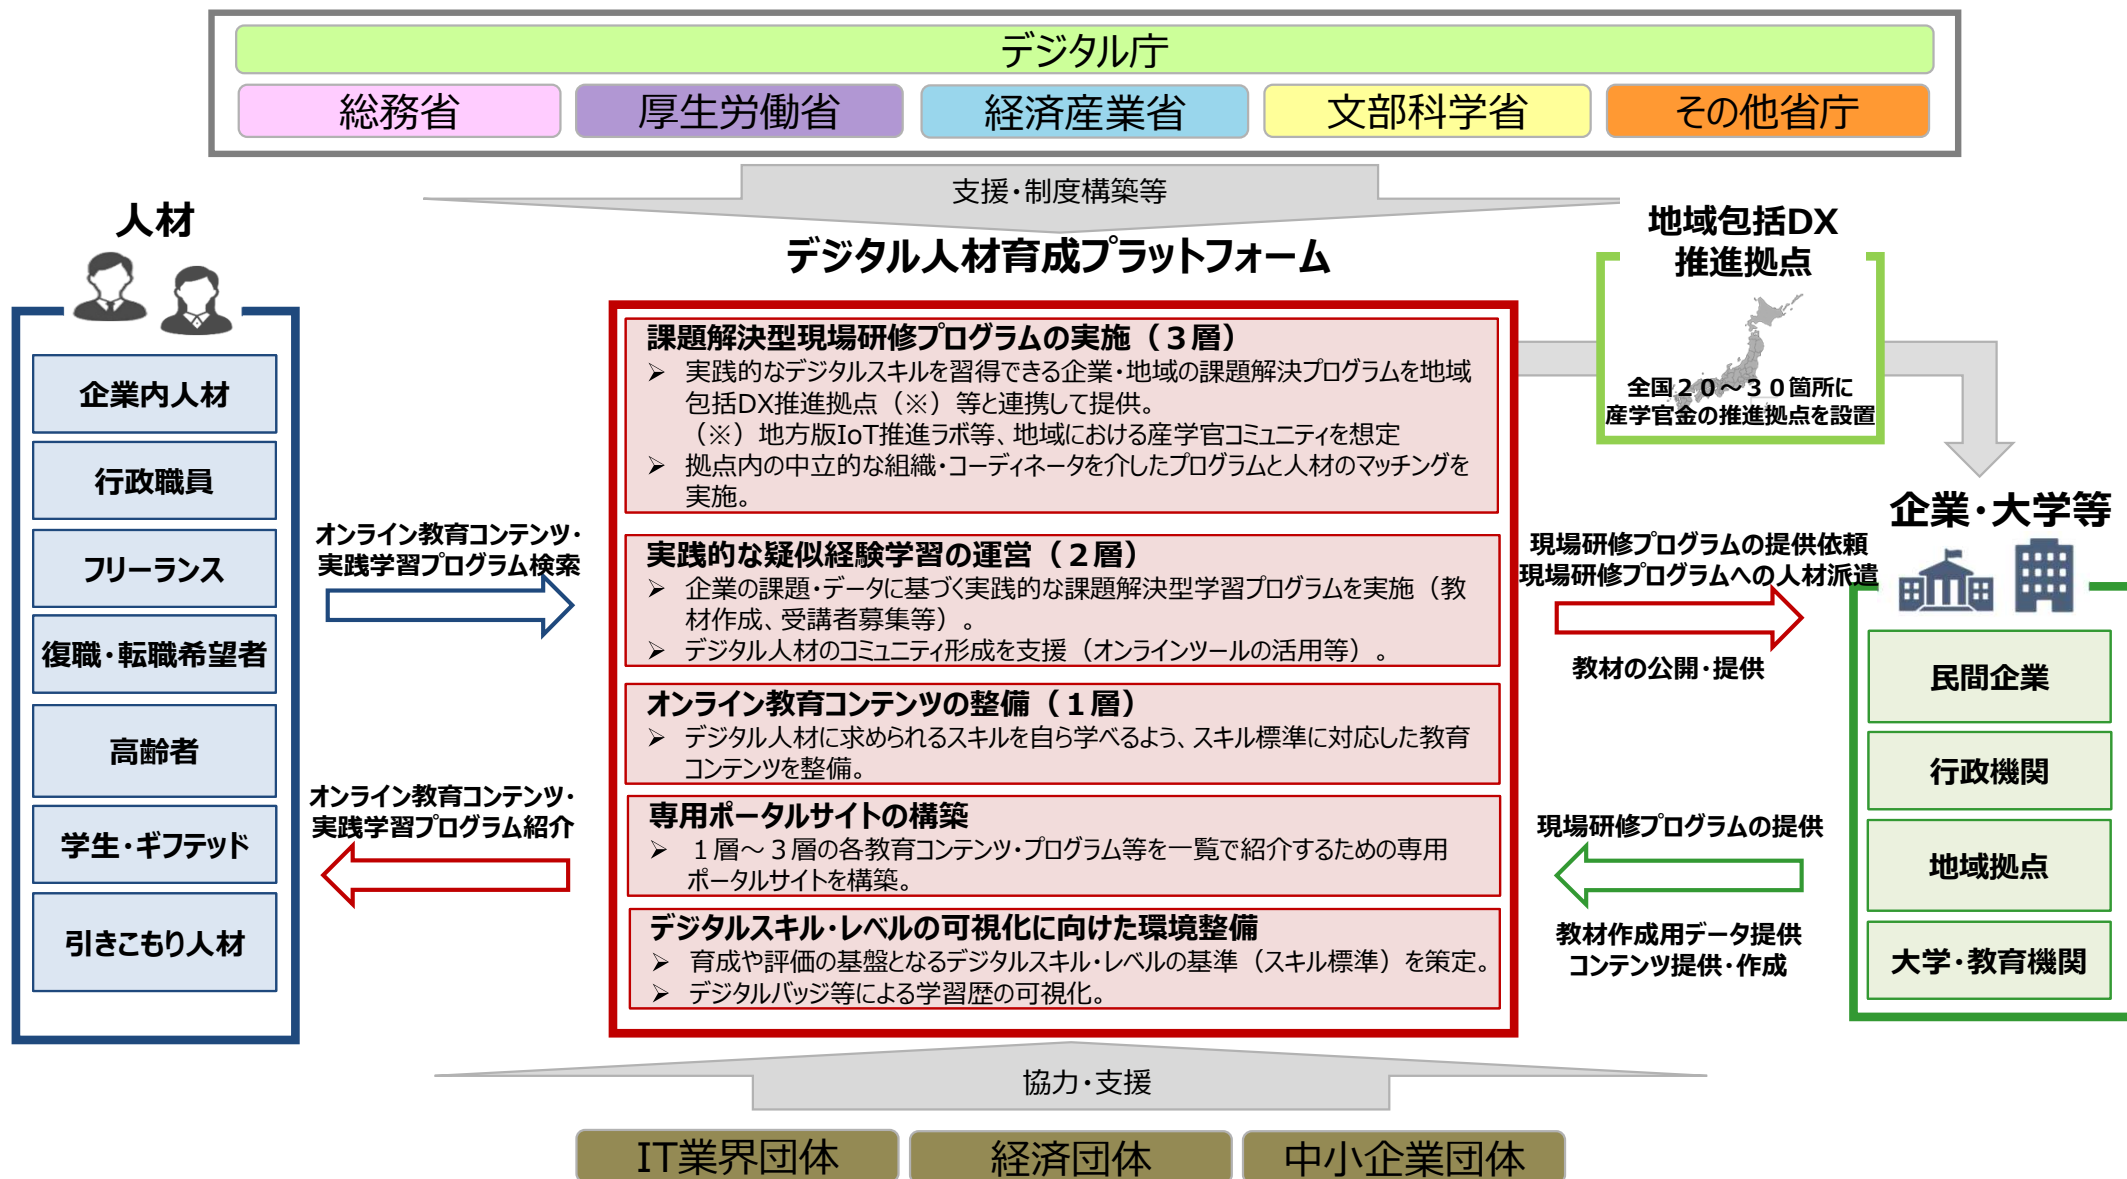 デジタル庁
総務省
厚生労働省
経済産業省
文部科学省
その他省庁
支援・制度構築等
人材
企業内人材
行政職員
フリーランス
復職・転職希望者
高齢者
学生・ギフテッド
引きこもり人材
オンライン教育コンテンツ・
実践学習プログラム検索
オンライン教育コンテンツ・
実践学習プログラム紹介
デジタル人材育成プラットフォーム
課題解決型現場研修プログラムの実施（３層）
➢ 実践的なデジタルスキルを習得できる企業・地域の課題解決プログラムを地域
包括DX推進拠点（※）等と連携して提供。
（※）地方版IoT推進ラボ等、地域における産学官コミュニティを想定
➢ 拠点内の中立的な組織・コーディネータを介したプログラムと人材のマッチングを
実施。
実践的な疑似経験学習の運営（２層）
➢ 企業の課題・データに基づく実践的な課題解決型学習プログラムを実施（教
材作成、受講者募集等）。
➢ デジタル人材のコミュニティ形成を支援（オンラインツールの活用等）。
オンライン教育コンテンツの整備（１層）
➢ デジタル人材に求められるスキルを自ら学べるよう、スキル標準に対応した教育
コンテンツを整備。
専用ポータルサイトの構築
➢ １層～３層の各教育コンテンツ・プログラム等を一覧で紹介するための専用
ポータルサイトを構築。
デジタルスキル・レベルの可視化に向けた環境整備
➢ 育成や評価の基盤となるデジタルスキル・レベルの基準（スキル標準）を策定。
➢ デジタルバッジ等による学習歴の可視化。
地域包括DX
推進拠点
全国２０～３０箇所に
産学官金の推進拠点を設置
現場研修プログラムの提供依頼
現場研修プログラムへの人材派遣
教材の公開・提供
現場研修プログラムの提供
教材作成用データ提供
コンテンツ提供・作成
企業・大学等
民間企業
行政機関
地域拠点
大学・教育機関
協力・支援
IT業界団体
経済団体
中小企業団体